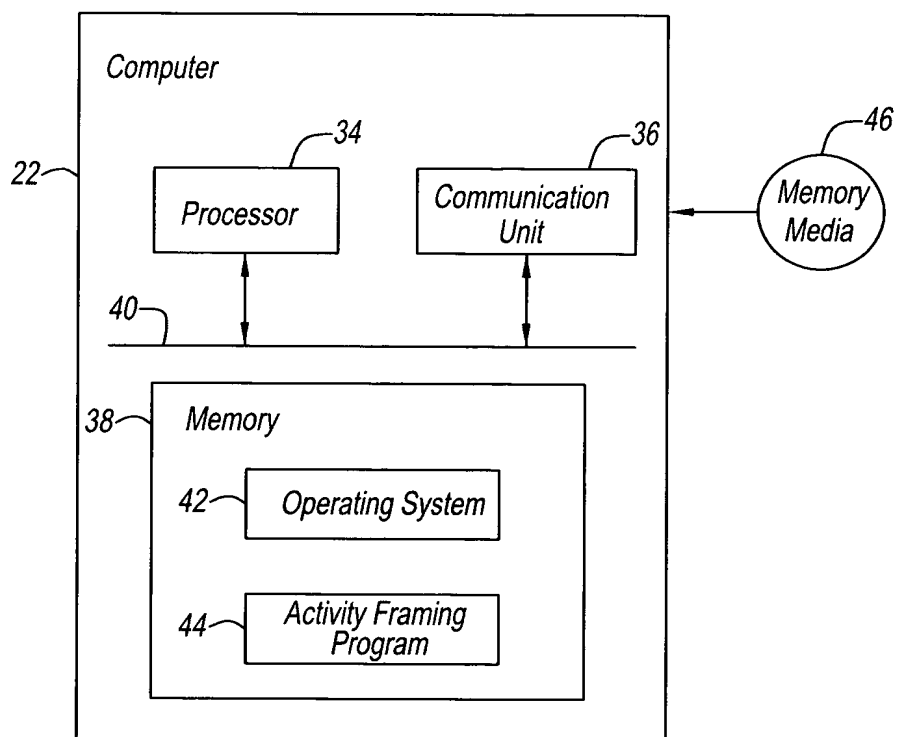 Computer
34
36
46
22
Processor
Communication
Unit
Memory
Media
40
38
Memory
42
Operating System
44
Activity Framing
Program